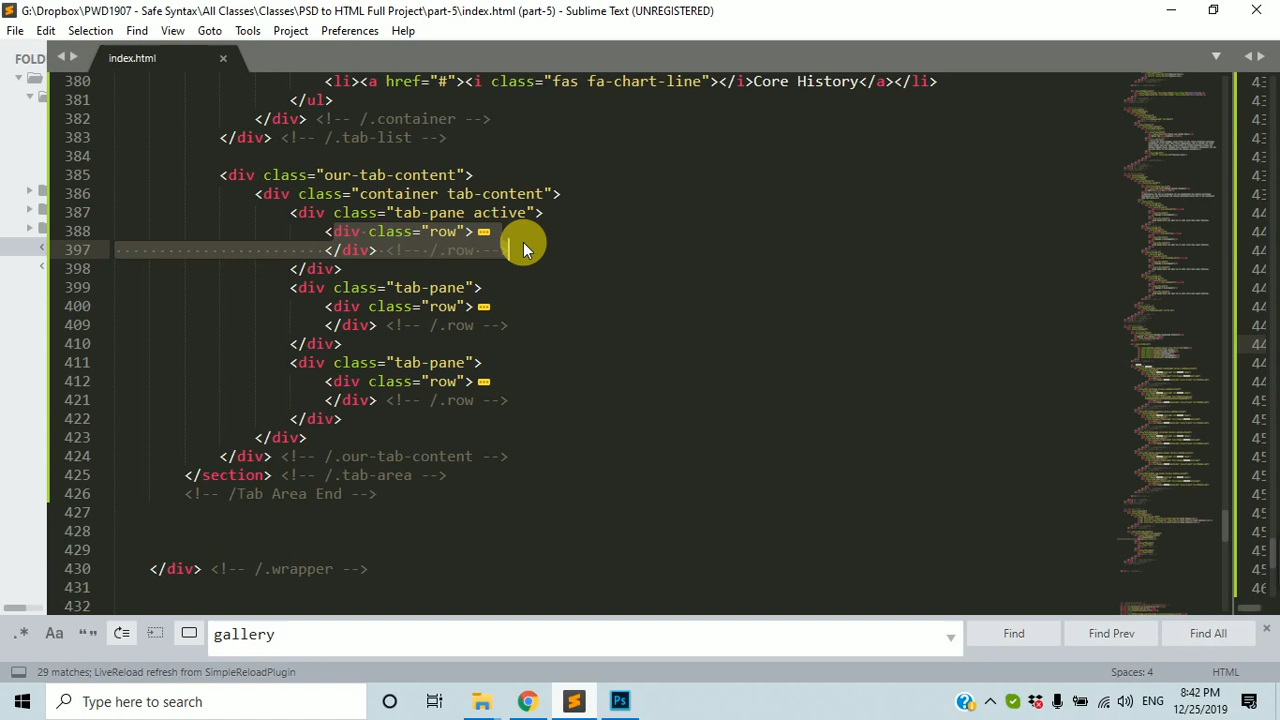 G:\Dropbox\PWD1907 - Safe Syntax\All Classes\Classes\PSD to HTML Full Project\part-5\index.html (part-5) - Sublime Text (UNREGISTERED)
File Edit Selection Find View Goto Tools Project Preferences Help
FOLD
index.html
380 <li><a href="#"><i class="fas fa-chart-line"></i>Core History</a></li>
381 </ul>
382 </div> <!-- /.container -->
383 </div> <!-- /.tab-list -->
384
385 <div class="our-tab-content">
386 <div class="container tab-content">
387 <div class="tab-pane active">
388 <div class="row">
397 </div> <!-- /.row
398 </div>
399 <div class="tab-pane">
400 <div class="row">
409 </div> <!-- /.row -->
410 </div>
411 <div class="tab-pane">
412 <div class="row">
421 </div> <!-- /.row -->
422 </div>
423 </div>
424 </div> <!-- /.our-tab-content -->
425 </section> <!-- /.tab-area -->
426 <!-- /Tab Area End -->
427
428
429
430 </div> <!-- /.wrapper -->
431
432
.* Aa gallery Find Find Prev Find All
29 matches; LiveReload refresh from SimpleReloadPlugin Spaces: 4 HTML
Type here to search ENG 8:42 PM
12/25/2019